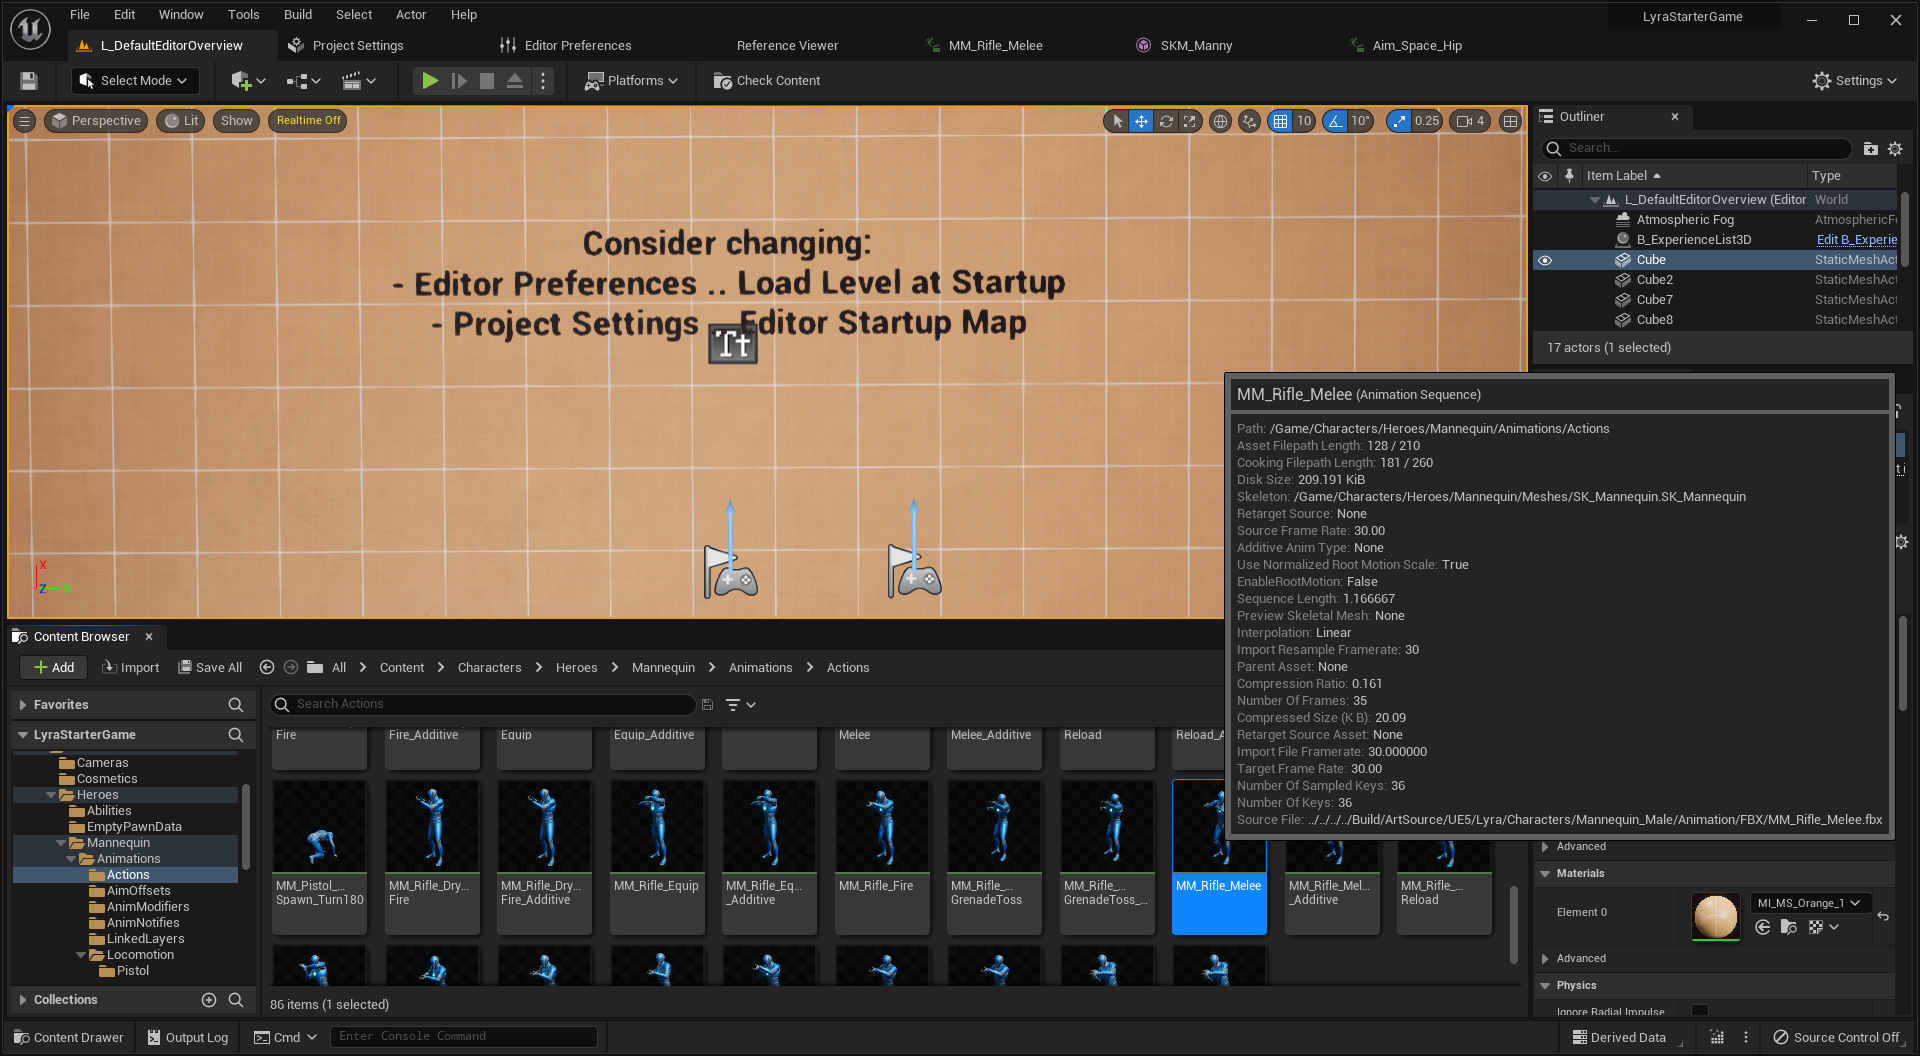 File Edit Window Tools Build Select Actor Help
LyraStarterGame
L_DefaultEditorOverview Project Settings Editor Preferences Reference Viewer MM_Rifle_Melee SKM_Manny Aim_Space_Hip
Select Mode Platforms Check Content Settings
Perspective Lit Show Realtime Off 10 10° 0.25 4
Consider changing:
- Editor Preferences .. Load Level at Startup
- Project Settings Editor Startup Map
Tt
X
Z
Y
Outliner
Search...
Item Label Type
L_DefaultEditorOverview (Editor World
Atmospheric Fog AtmosphericF
B_ExperienceList3D Edit B_Experie
Cube StaticMeshAct
Cube2 StaticMeshAct
Cube7 StaticMeshAct
Cube8 StaticMeshAct
17 actors (1 selected)
MM_Rifle_Melee (Animation Sequence)
Path: /Game/Characters/Heroes/Mannequin/Animations/Actions
Asset Filepath Length: 128 / 210
Cooking Filepath Length: 181 / 260
Disk Size: 209.191 KiB
Skeleton: /Game/Characters/Heroes/Mannequin/Meshes/SK_Mannequin.SK_Mannequin
Retarget Source: None
Source Frame Rate: 30.00
Additive Anim Type: None
Use Normalized Root Motion Scale: True
EnableRootMotion: False
Sequence Length: 1.166667
Preview Skeletal Mesh: None
Interpolation: Linear
Import Resample Framerate: 30
Parent Asset: None
Compression Ratio: 0.161
Number Of Frames: 35
Compressed Size (K B): 20.09
Retarget Source Asset: None
Import File Framerate: 30.000000
Target Frame Rate: 30.00
Number Of Sampled Keys: 36
Number Of Keys: 36
Source File: ../../../../Build/ArtSource/UE5/Lyra/Characters/Mannequin_Male/Animation/FBX/MM_Rifle_Melee.fbx
Content Browser
Add Import Save All All > Content > Characters > Heroes > Mannequin > Animations > Actions
Favorites
LyraStarterGame
Cameras
Cosmetics
Heroes
Abilities
EmptyPawnData
Mannequin
Animations
Actions
AimOffsets
AnimModifiers
AnimNotifies
LinkedLayers
Locomotion
Pistol
Collections
Search Actions
Fire Fire_Additive Equip Equip_Additive Melee Melee_Additive Reload Reload_A
MM_Pistol_...
Spawn_Turn180
MM_Rifle_Dry...
Fire
MM_Rifle_Dry...
Fire_Additive
MM_Rifle_Equip
MM_Rifle_Eq...
_Additive
MM_Rifle_Fire
MM_Rifle_...
GrenadeToss
MM_Rifle_...
GrenadeToss_...
MM_Rifle_Melee
MM_Rifle_Mel...
_Additive
MM_Rifle_...
Reload
86 items (1 selected)
Advanced
Materials
Element 0 MI_MS_Orange_1
Advanced
Physics
Ignore Radial Impulse
Content Drawer Output Log Cmd Enter Console Command Derived Data Source Control Off